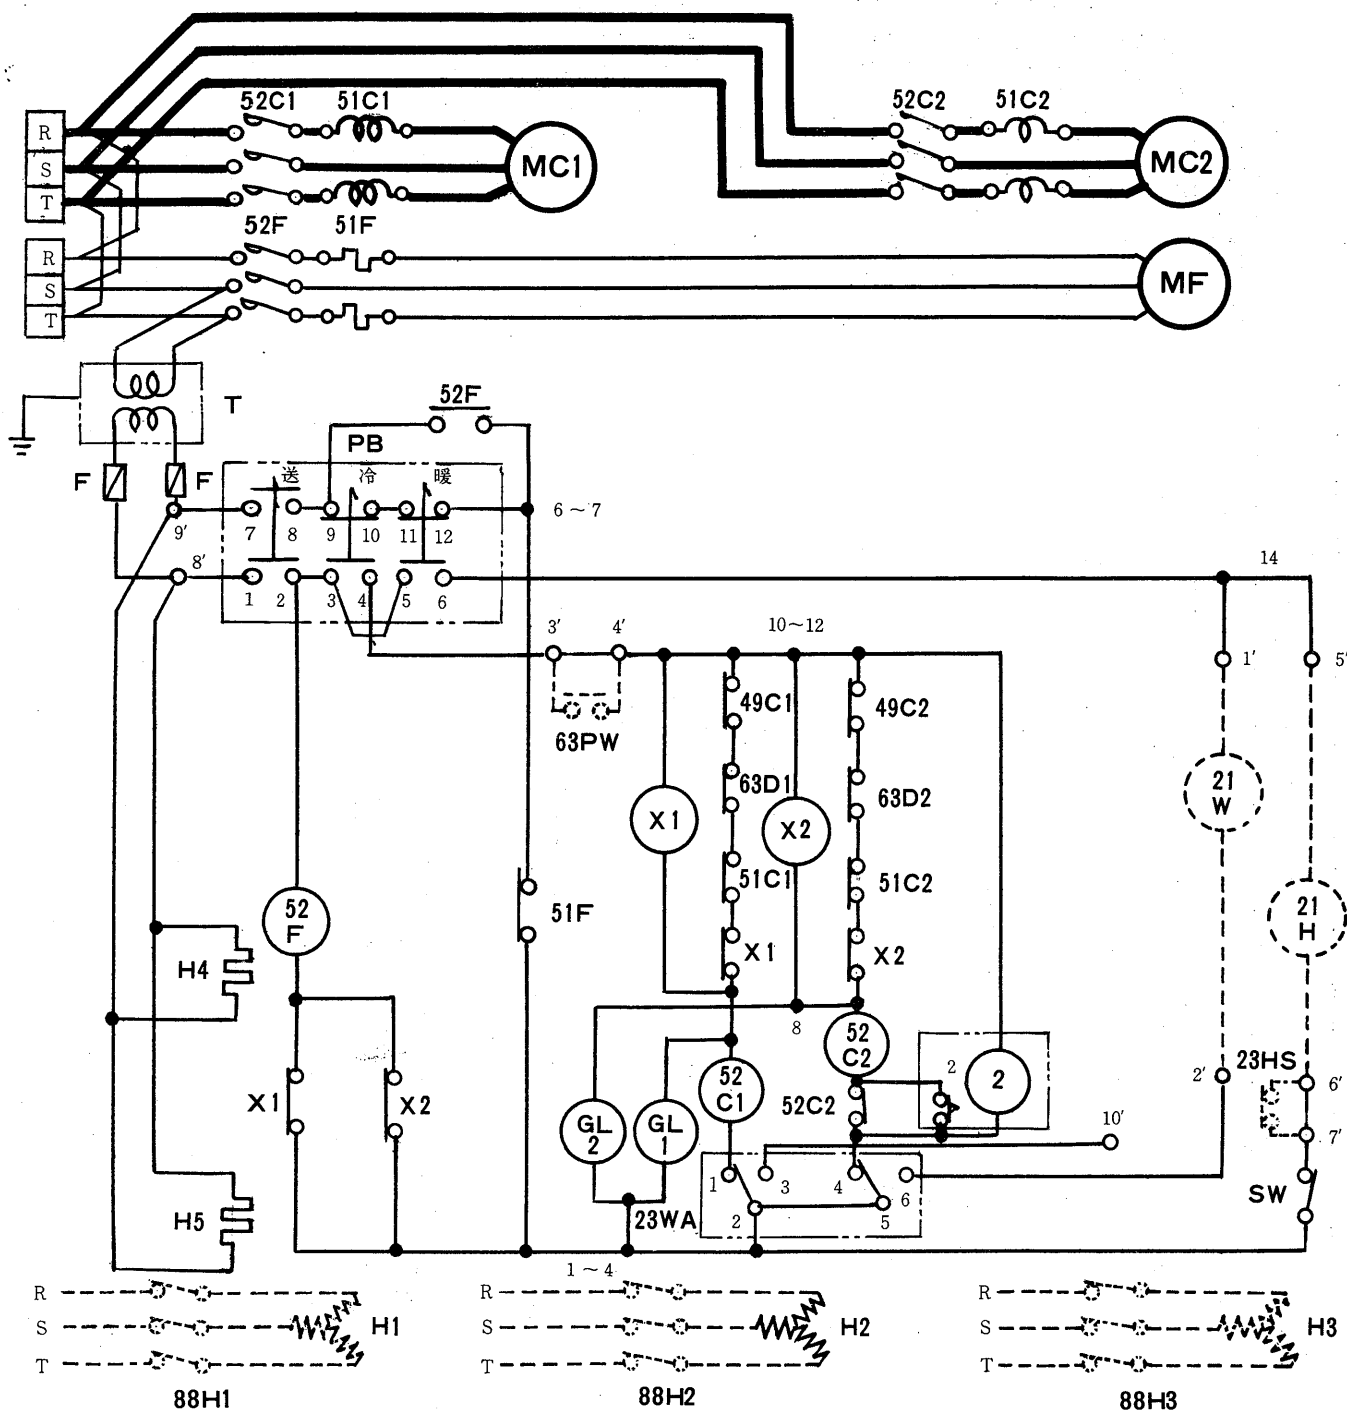 52C1 51C1 52C2 51C2
R
S MC1 MC2
T
52F 51F
R
S MF
T
T
52F
PB
F F 送 冷 暖
9' 7 8 9 10 11 12 6～7
8' 14
1 2 3 4 5 6
3' 4' 10～12 1' 5'
49C1 49C2
63PW
63D1 63D2 21
W
X1 X2
51C1 51C2
52
F 51F 21
H
H4 X1 X2
8 52
C2
2 2 23HS
2' 6'
52
C1 52C2
X1 X2
GL
2 GL
1 10' 7'
1 3 4 6 SW
H5 23WA 2 5
1～4
R R R
S H1 S H2 S H3
T T T
88H1 88H2 88H3